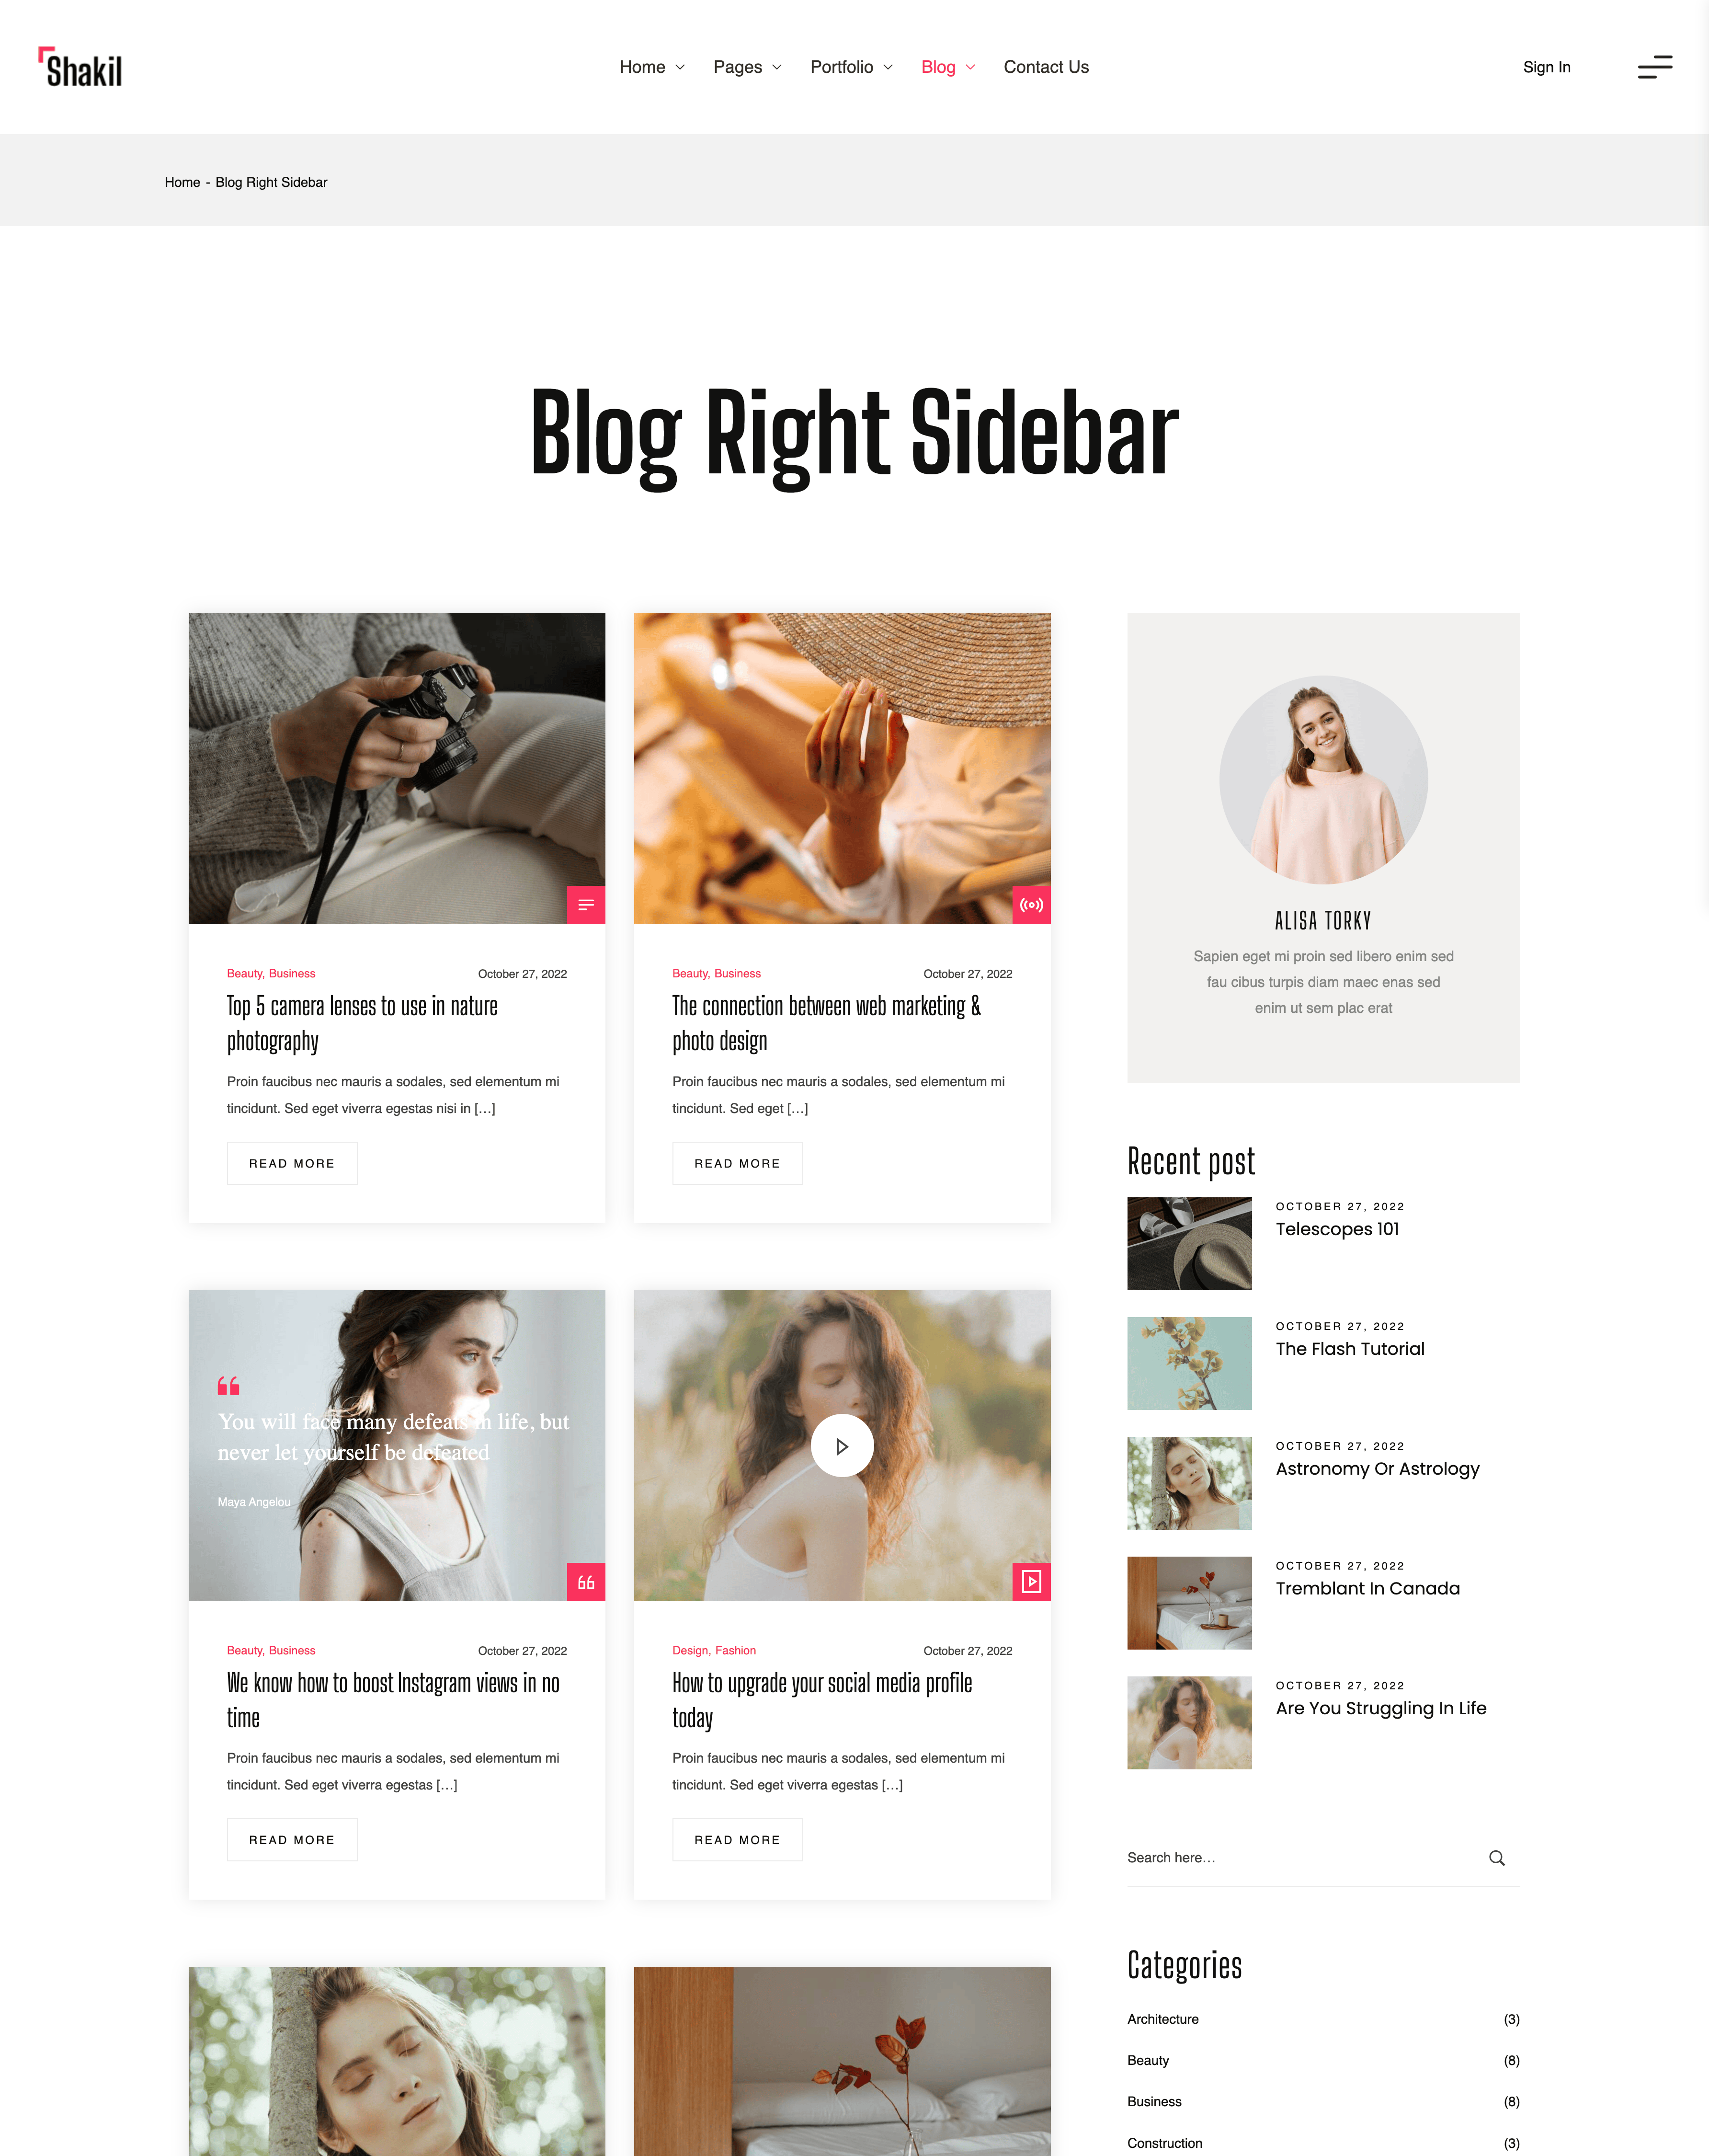 Shakil
Home
Pages
Portfolio
Blog
Contact Us
Sign In
Home - Blog Right Sidebar
Blog Right Sidebar
Beauty, Business
October 27, 2022
Top 5 camera lenses to use in nature
photography
Proin faucibus nec mauris a sodales, sed elementum mi
tincidunt. Sed eget viverra egestas nisi in […]
READ MORE
Beauty, Business
October 27, 2022
The connection between web marketing &
photo design
Proin faucibus nec mauris a sodales, sed elementum mi
tincidunt. Sed eget […]
READ MORE
You will face many defeats in life, but
never let yourself be defeated
Maya Angelou
Beauty, Business
October 27, 2022
We know how to boost Instagram views in no
time
Proin faucibus nec mauris a sodales, sed elementum mi
tincidunt. Sed eget viverra egestas […]
READ MORE
Design, Fashion
October 27, 2022
How to upgrade your social media profile
today
Proin faucibus nec mauris a sodales, sed elementum mi
tincidunt. Sed eget viverra egestas […]
READ MORE
ALISA TORKY
Sapien eget mi proin sed libero enim sed
fau cibus turpis diam maec enas sed
enim ut sem plac erat
Recent post
OCTOBER 27, 2022
Telescopes 101
OCTOBER 27, 2022
The Flash Tutorial
OCTOBER 27, 2022
Astronomy Or Astrology
OCTOBER 27, 2022
Tremblant In Canada
OCTOBER 27, 2022
Are You Struggling In Life
Search here…
Categories
Architecture (3)
Beauty (8)
Business (8)
Construction (3)